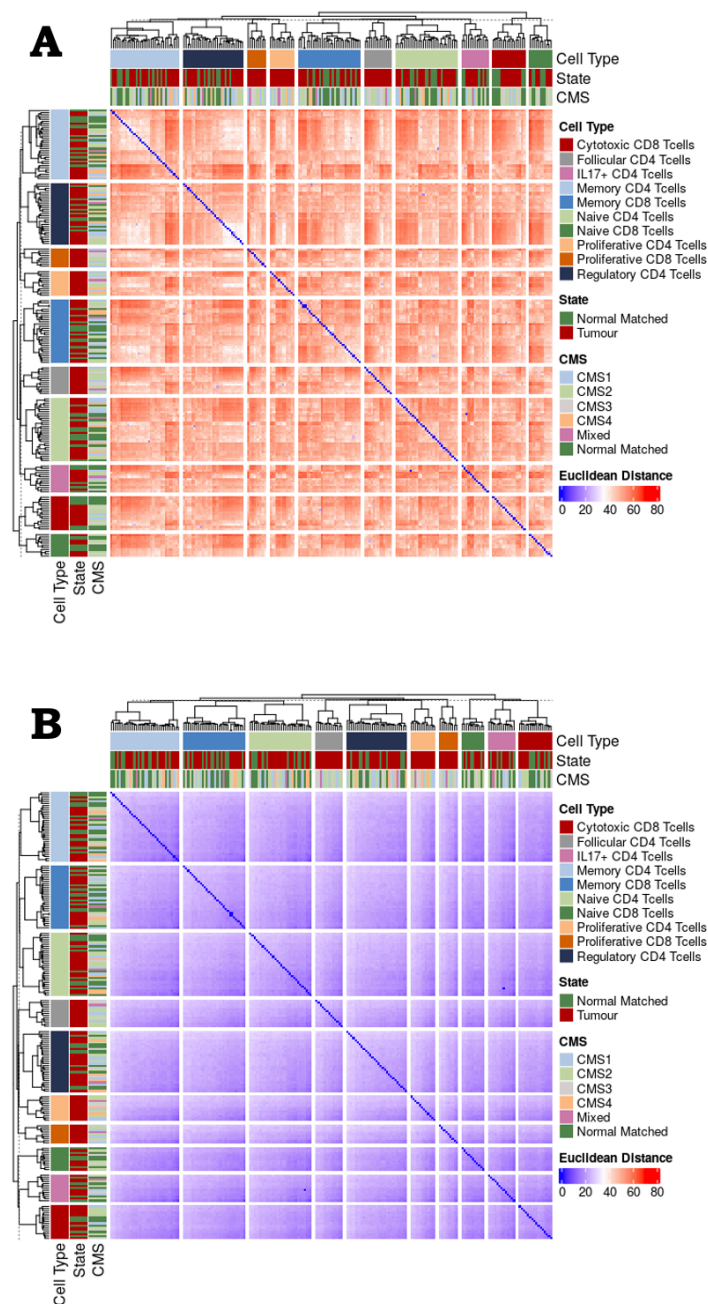 A
Cell Type
State
CMS
Cell Type
Cytotoxic CD8 Tcells
Follicular CD4 Tcells
IL17+ CD4 Tcells
Memory CD4 Tcells
Memory CD8 Tcells
Naive CD4 Tcells
Naive CD8 Tcells
Proliferative CD4 Tcells
Proliferative CD8 Tcells
Regulatory CD4 Tcells
State
Normal Matched
Tumour
CMS
CMS1
CMS2
CMS3
CMS4
Mixed
Normal Matched
Euclidean Distance
0 20 40 60 80
Cell Type
State
CMS
B
Cell Type
State
CMS
Cell Type
Cytotoxic CD8 Tcells
Follicular CD4 Tcells
IL17+ CD4 Tcells
Memory CD4 Tcells
Memory CD8 Tcells
Naive CD4 Tcells
Naive CD8 Tcells
Proliferative CD4 Tcells
Proliferative CD8 Tcells
Regulatory CD4 Tcells
State
Normal Matched
Tumour
CMS
CMS1
CMS2
CMS3
CMS4
Mixed
Normal Matched
Euclidean Distance
0 20 40 60 80
Cell Type
State
CMS